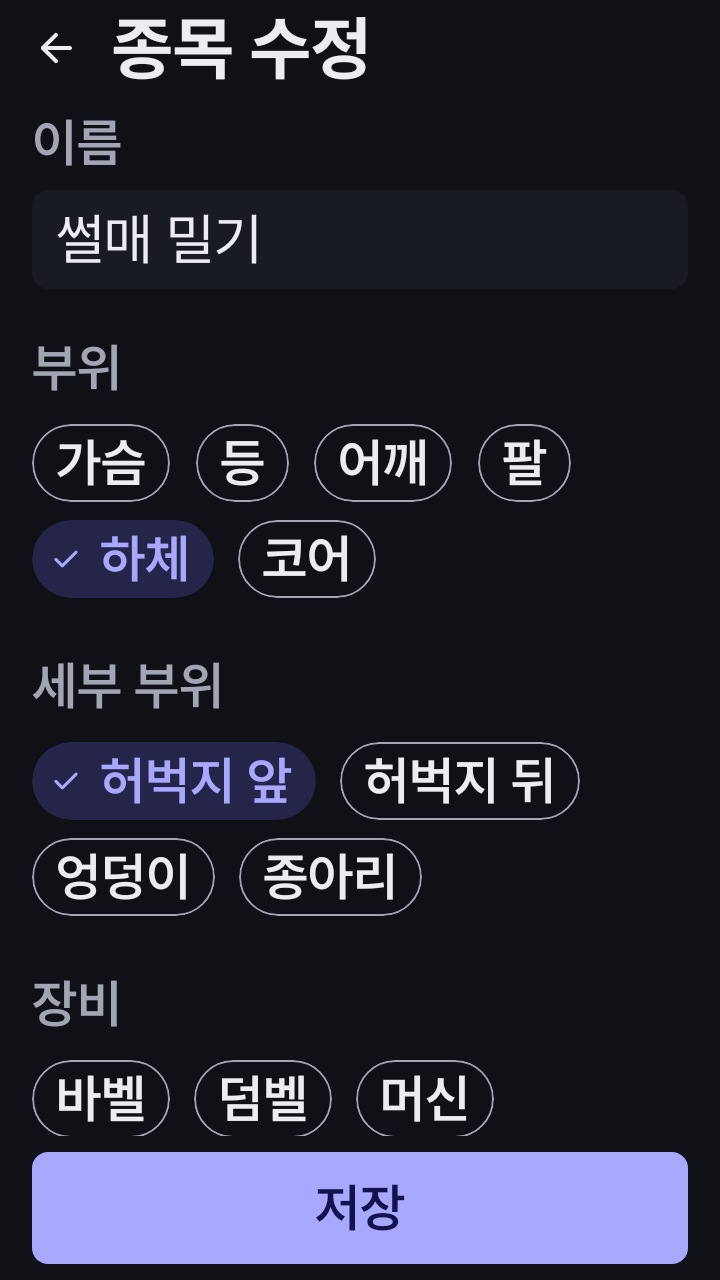 종목 수정
이름
썰매 밀기
부위
가슴 등 어깨 팔
하체 코어
세부 부위
허벅지 앞 허벅지 뒤
엉덩이 종아리
장비
바벨 덤벨 머신
저장